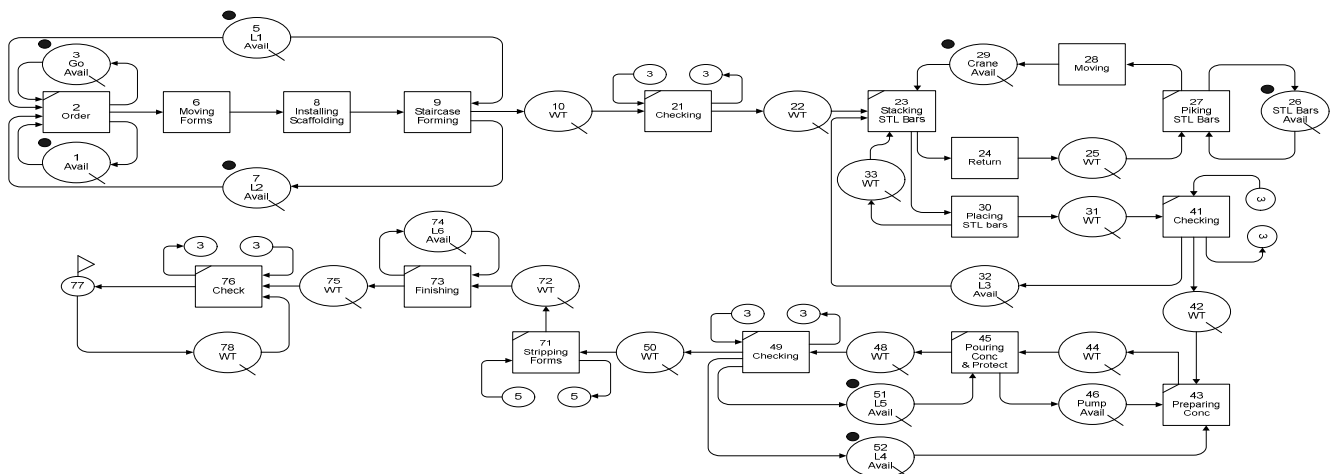 5
L1
Avail
3
Go
Avail
2
Order
1
Avail
7
L2
Avail
6
Moving
Forms
8
Installing
Scaffolding
9
Staircase
Forming
10
WT
3
3
21
Checking
22
WT
29
Crane
Avail
28
Moving
23
Stacking
STL Bars
27
Piking
STL Bars
26
STL Bars
Avail
24
Return
25
WT
33
WT
30
Placing
STL bars
31
WT
41
Checking
3
3
32
L3
Avail
42
WT
74
L6
Avail
3
3
77
76
Check
75
WT
73
Finishing
72
WT
78
WT
71
Stripping
Forms
5
5
50
WT
3
3
49
Checking
48
WT
45
Pouring
Conc
& Protect
44
WT
51
L5
Avail
46
Pump
Avail
43
Preparing
Conc
52
L4
Avail